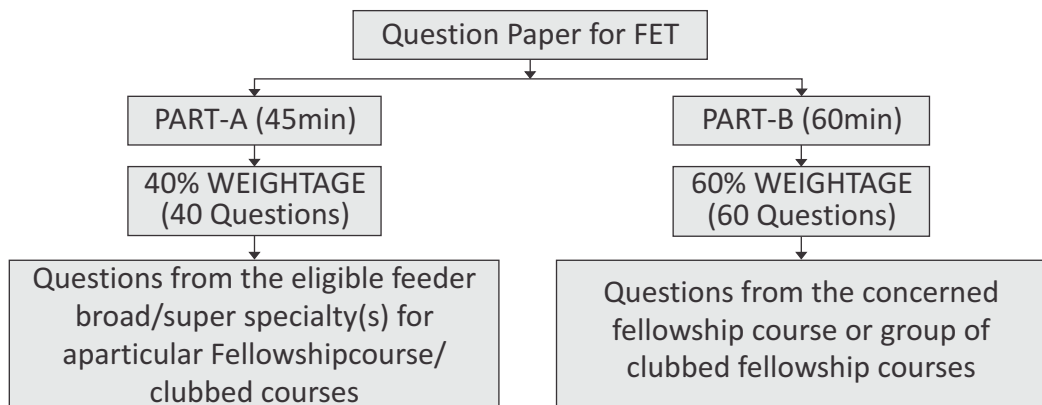 Question Paper for FET
PART-A (45min)
PART-B (60min)
40% WEIGHTAGE
(40 Questions)
60% WEIGHTAGE
(60 Questions)
Questions from the eligible feeder
broad/super specialty(s) for
aparticular Fellowshipcourse/
clubbed courses
Questions from the concerned
fellowship course or group of
clubbed fellowship courses